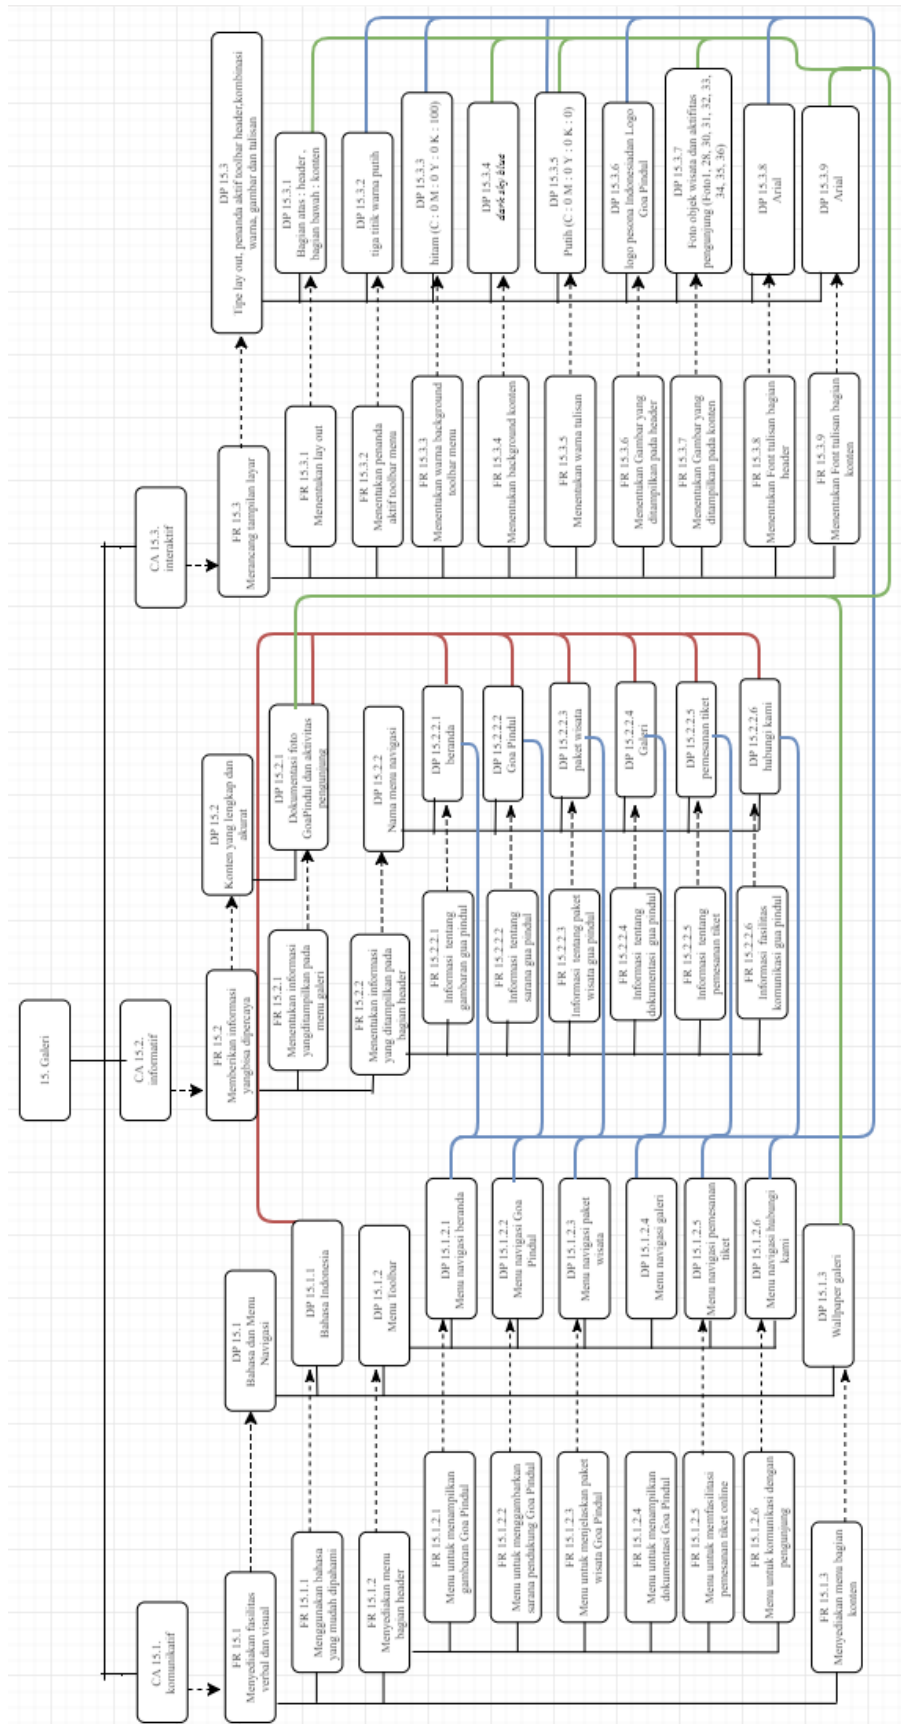 15. Galeri
CA 15.1.
komunikatif
FR 15.1
Menyediakan fasilitas
verbal dan visual
DP 15.1
Bahasa dan Menu
Navigasi
FR 15.1.1
Menggunakan bahasa
yang mudah dipahami
DP 15.1.1
Bahasa Indonesia
FR 15.1.2
Menyediakan menu
bagian header
DP 15.1.2
Menu Toolbar
FR 15.1.2.1
Menu untuk menampilkan
gambaran Goa Pindul
DP 15.1.2.1
Menu navigasi beranda
FR 15.1.2.2
Menu untuk menggambarkan
sarana pendukung Goa Pindul
DP 15.1.2.2
Menu navigasi Goa
Pindul
FR 15.1.2.3
Menu untuk menjelaskan paket
wisata Goa Pindul
DP 15.1.2.3
Menu navigasi paket
wisata
FR 15.1.2.4
Menu untuk menampilkan
dokumentasi Goa Pindul
DP 15.1.2.4
Menu navigasi galeri
FR 15.1.2.5
Menu untuk memfasilitasi
pemesanan tiket online
DP 15.1.2.5
Menu navigasi pemesanan
tiket
FR 15.1.2.6
Menu untuk komunikasi dengan
pengunjung
DP 15.1.2.6
Menu navigasi hubungi
kami
FR 15.1.3
Menyediakan menu bagian
konten
DP 15.1.3
Wallpaper galeri
CA 15.2.
informatif
FR 15.2
Memberikan informasi
yangbisa dipercaya
DP 15.2
Konten yang lengkap dan
akurat
FR 15.2.1
Menentukan informasi
yangditampilkan pada
menu galeri
DP 15.2.1
Dokumentasi foto
GoaPindul dan aktivitas
pengunjung
FR 15.2.2
Menentukan informasi
yang ditampilkan pada
bagian header
DP 15.2.2
Nama menu navigasi
FR 15.2.2.1
Informasi tentang
gambaran gua pindul
DP 15.2.2.1
beranda
FR 15.2.2.2
Informasi tentang
sarana gua pindul
DP 15.2.2.2
Goa Pindul
FR 15.2.2.3
Informasi tentang paket
wisata gua pindul
DP 15.2.2.3
paket wisata
FR 15.2.2.4
Informasi tentang
dokumentasi gua pindul
DP 15.2.2.4
Galeri
FR 15.2.2.5
Informasi tentang
pemesanan tiket
DP 15.2.2.5
pemesanan tiket
FR 15.2.2.6
Informasi fasilitas
komunikasi gua pindul
DP 15.2.2.6
hubungi kami
CA 15.3.
interaktif
FR 15.3
Merancang tampilan layar
DP 15.3
Tipe lay out, penanda aktif toolbar header,kombinasi
warna, gambar dan tulisan
FR 15.3.1
Menentukan lay out
DP 15.3.1
Bagian atas : header ,
bagian bawah : konten
FR 15.3.2
Menentukan penanda
aktif toolbar menu
DP 15.3.2
tiga titik warna putih
FR 15.3.3
Menentukan warna background
toolbar menu
DP 15.3.3
hitam (C : 0 M : 0 Y : 0 K : 100)
FR 15.3.4
Menentukan background konten
DP 15.3.4
dark sky blue
FR 15.3.5
Menentukan warna tulisan
DP 15.3.5
Putih (C : 0 M : 0 Y : 0 K : 0)
FR 15.3.6
Menentukan Gambar yang
ditampilkan pada header
DP 15.3.6
logo pesona Indonesiadan Logo
Goa Pindul
FR 15.3.7
Menentukan Gambar yang
ditampilkan pada konten
DP 15.3.7
Foto objek wisata dan aktifitas
pengunjung (Foto1, 28, 30, 31, 32, 33,
34, 35, 36)
FR 15.3.8
Menentukan Font tulisan bagian
header
DP 15.3.8
Arial
FR 15.3.9
Menentukan Font tulisan bagian
konten
DP 15.3.9
Arial